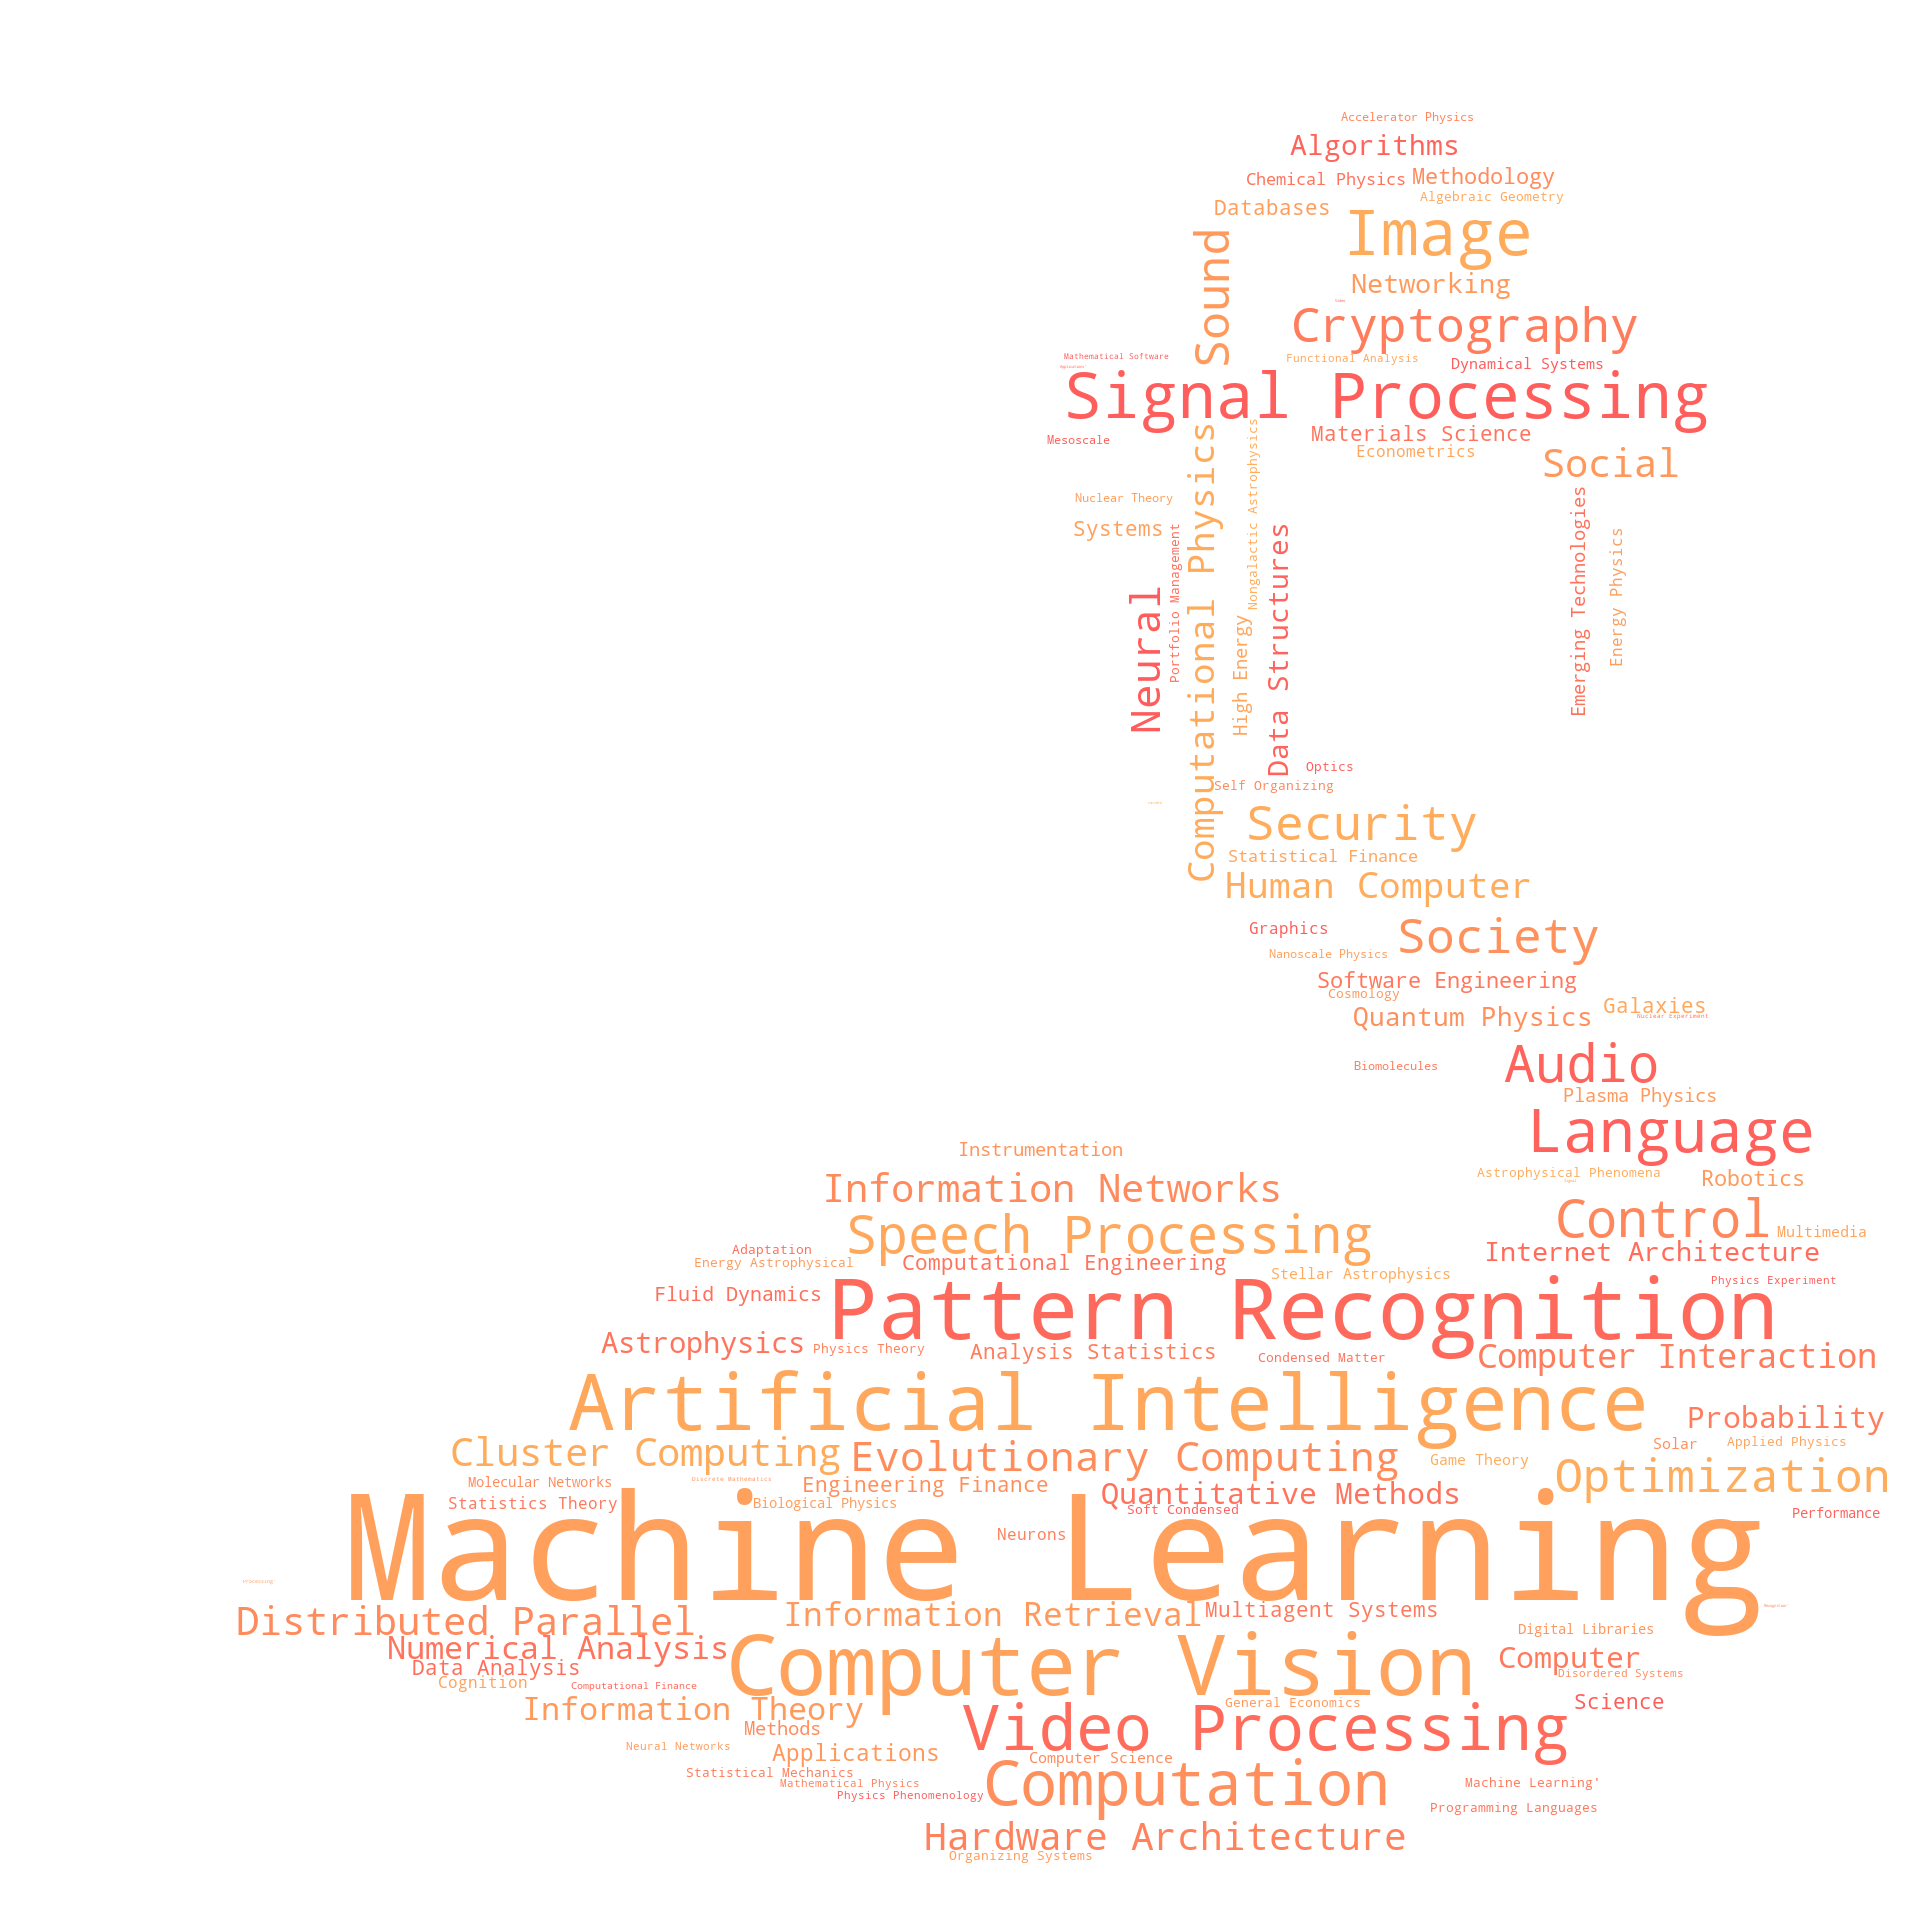 Accelerator Physics
Algorithms
Chemical Physics
Methodology
Algebraic Geometry
Databases
Image
Sound
Networking
Cryptography
Mathematical Software
Functional Analysis
Dynamical Systems
Signal Processing
Mesoscale
Materials Science
Econometrics
Social
Nuclear Theory
Systems
Computational Physics
Nongalactic Astrophysics
Portfolio Management
Neural
High Energy
Data Structures
Emerging Technologies
Energy Physics
Optics
Self Organizing
Security
Statistical Finance
Human Computer
Graphics
Society
Nanoscale Physics
Software Engineering
Cosmology
Galaxies
Nuclear Experiment
Quantum Physics
Audio
Biomolecules
Plasma Physics
Language
Instrumentation
Astrophysical Phenomena
Robotics
Information Networks
Control
Multimedia
Speech Processing
Adaptation
Internet Architecture
Energy Astrophysical
Computational Engineering
Stellar Astrophysics
Physics Experiment
Fluid Dynamics
Pattern Recognition
Astrophysics
Physics Theory
Analysis Statistics
Condensed Matter
Computer Interaction
Artificial Intelligence
Probability
Cluster Computing
Evolutionary Computing
Solar
Applied Physics
Game Theory
Molecular Networks
Discrete Mathematics
Engineering Finance
Optimization
Statistics Theory
Biological Physics
Quantitative Methods
Soft Condensed
Performance
Neurons
Machine Learning
Distributed Parallel
Information Retrieval
Multiagent Systems
Digital Libraries
Numerical Analysis
Computer Vision
Computer
Data Analysis
Disordered Systems
Cognition
Computational Finance
General Economics
Science
Information Theory
Methods
Video Processing
Neural Networks
Applications
Computer Science
Statistical Mechanics
Mathematical Physics
Computation
Machine Learning'
Physics Phenomenology
Programming Languages
Hardware Architecture
Organizing Systems